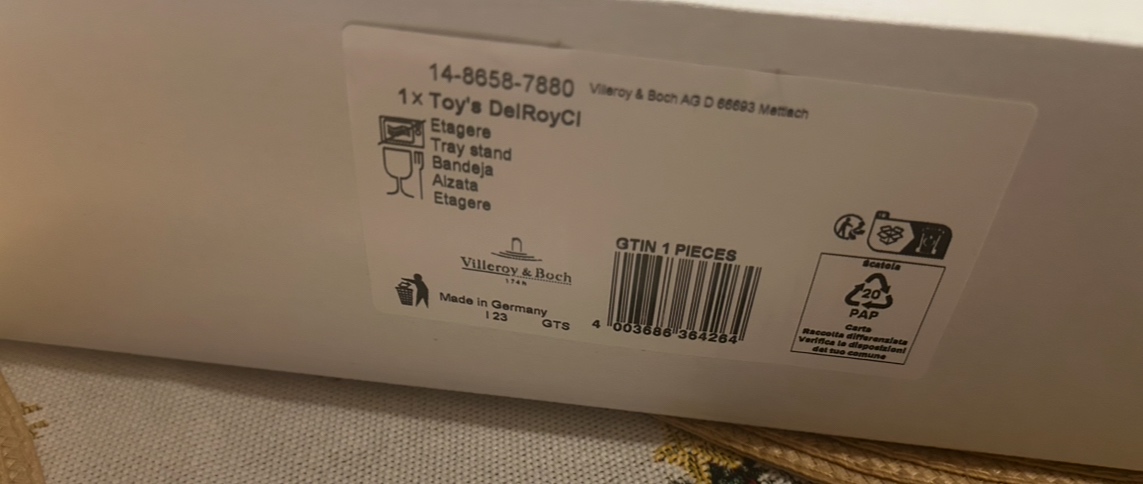 14-8658-7880
Villeroy & Boch AG D 66693 Mettlach
1x Toy's DelRoyCl
Etagere
Tray stand
Bandeja
Alzata
Etagere
Villeroy & Boch
1748
Made in Germany
I 23
GTS
GTIN 1 PIECES
4 003686 364264
Scatola
20
PAP
Carta
Raccolta differenziata
Verifica le disposizioni
del tuo comune